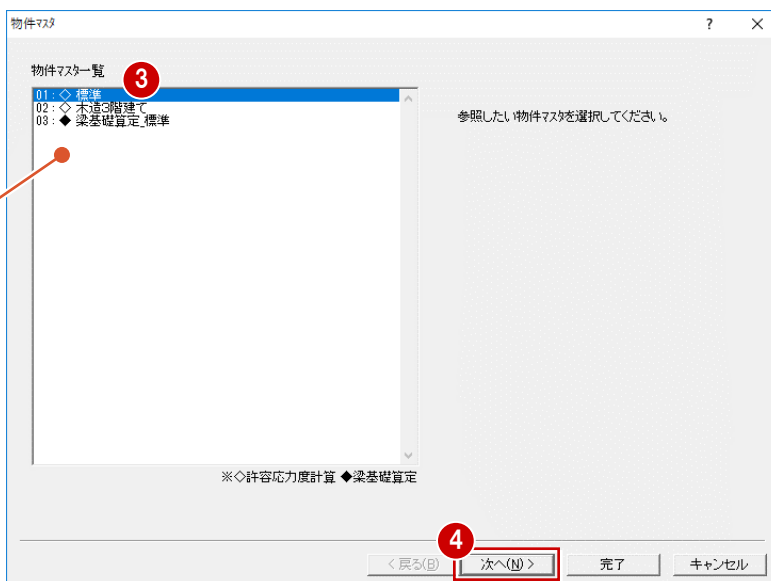 物件マスタ
? ×
物件マスター覧
3
01:◇ 標準
02:◇ 木造3階建て
03:◆ 梁基礎算定_標準
参照したい物件マスタを選択してください。
※◇許容応力度計算 ◆梁基礎算定
4
<戻る(B) 次へ(N)> 完了 キャンセル